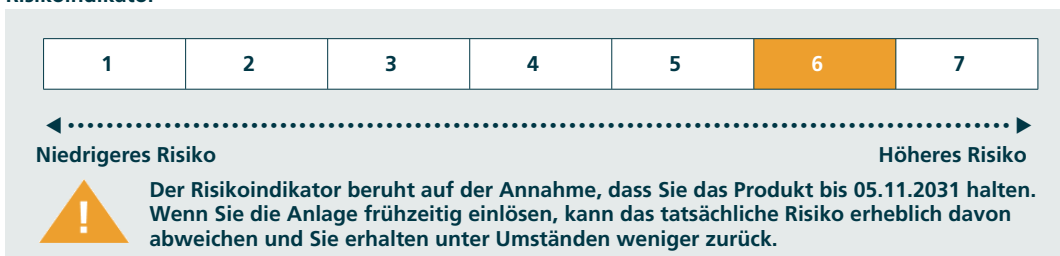 Risikoindikator
1 2 3 4 5 6 7
Niedrigeres Risiko Höheres Risiko
Der Risikoindikator beruht auf der Annahme, dass Sie das Produkt bis 05.11.2031 halten.
Wenn Sie die Anlage frühzeitig einlösen, kann das tatsächliche Risiko erheblich davon
abweichen und Sie erhalten unter Umständen weniger zurück.